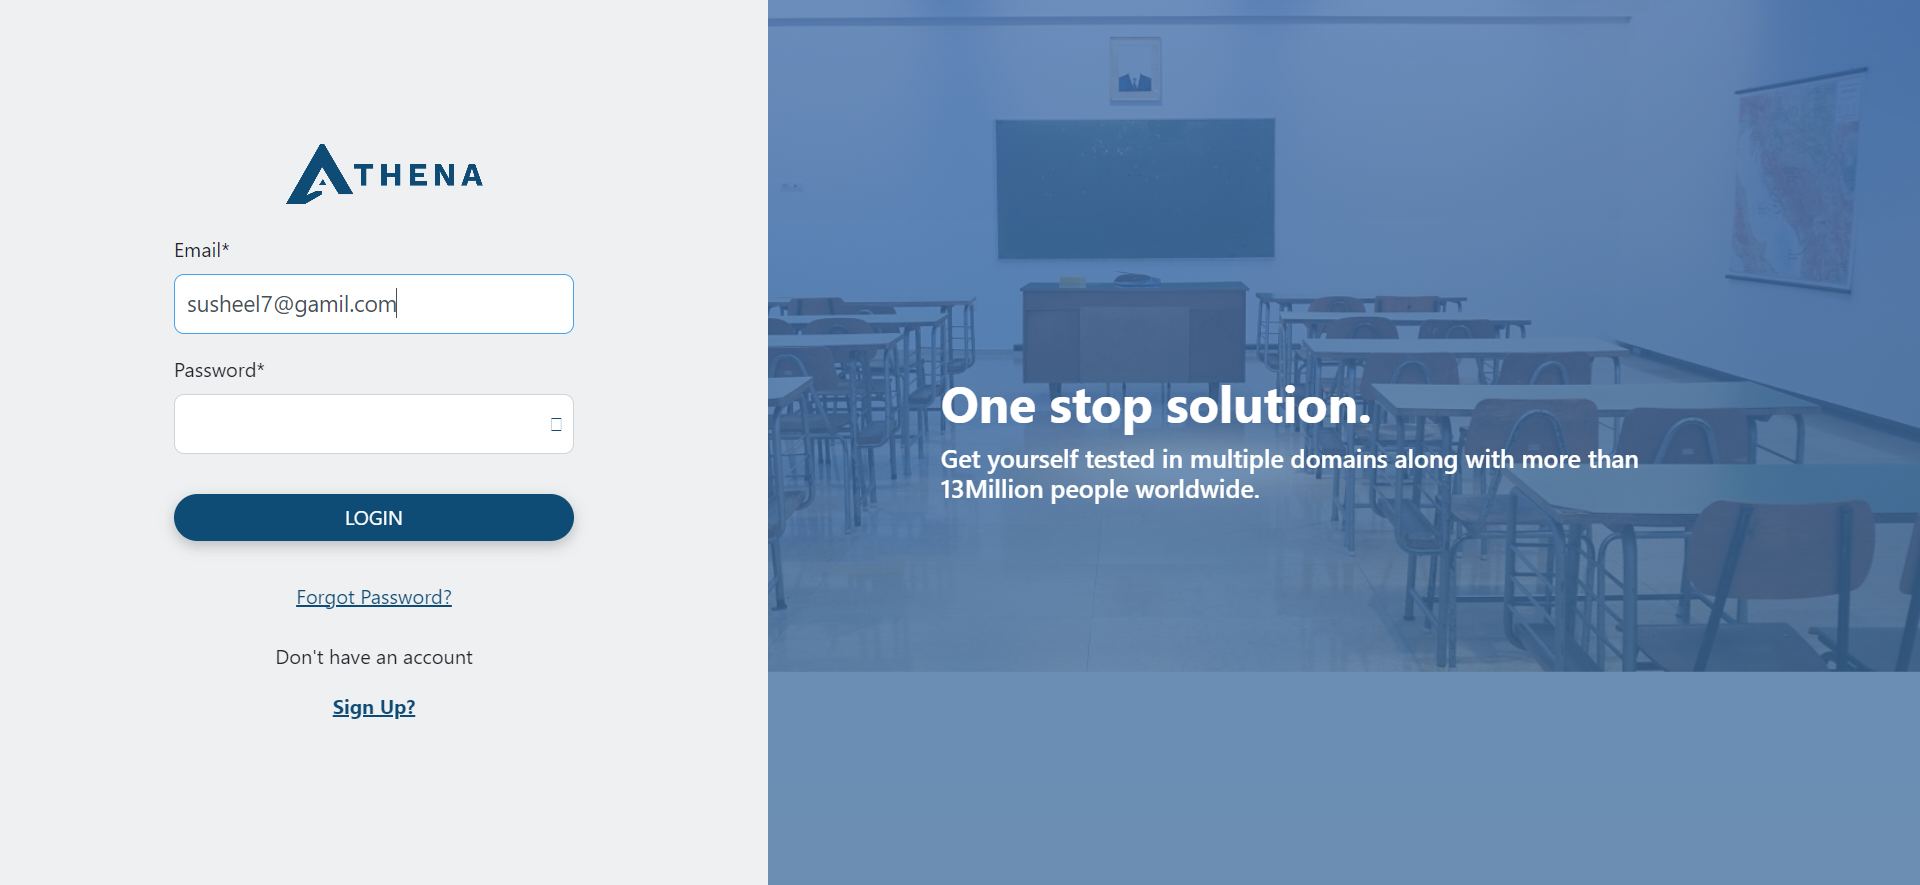 ATHENA
Email*
susheel7@gamil.com
Password*
LOGIN
Forgot Password?
Don't have an account
Sign Up?
One stop solution.
Get yourself tested in multiple domains along with more than
13Million people worldwide.